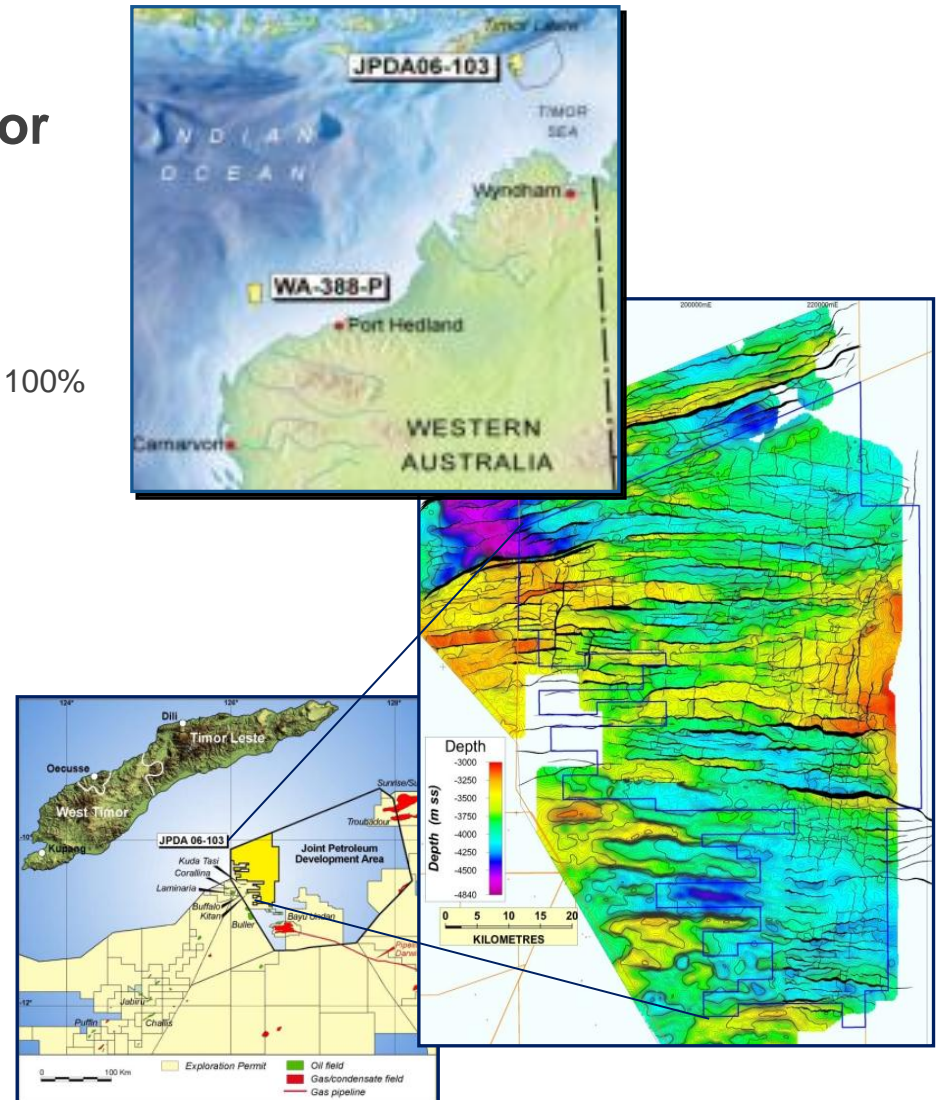 or
100%
Timor Leste
JPDA06-103
TIMOR
SEA
INDIAN
OCEAN
Wyndham
WA-388-P
Port Hedland
WESTERN
AUSTRALIA
Carnarvon
200000mE
220000mE
Depth
Depth (m ss)
-3000
-3250
-3500
-3750
-4000
-4250
-4500
-4840
0 5 10 15 20
KILOMETRES
124°
126°
128°
Dili
Timor Leste
Oecusse
West Timor
Kupang
-10°
JPDA 06-103
Joint Petroleum
Development Area
Sunrise/Su
Troubadour
Kuda Tasi
Corallina
Laminaria
Buffalo
Kitan
Buller
Bayu Undan
Pipeli
Darwi
-12°
Jabiru
Puffin
Challis
0 100 Km
Exploration Permit
Oil field
Gas/condensate field
Gas pipeline